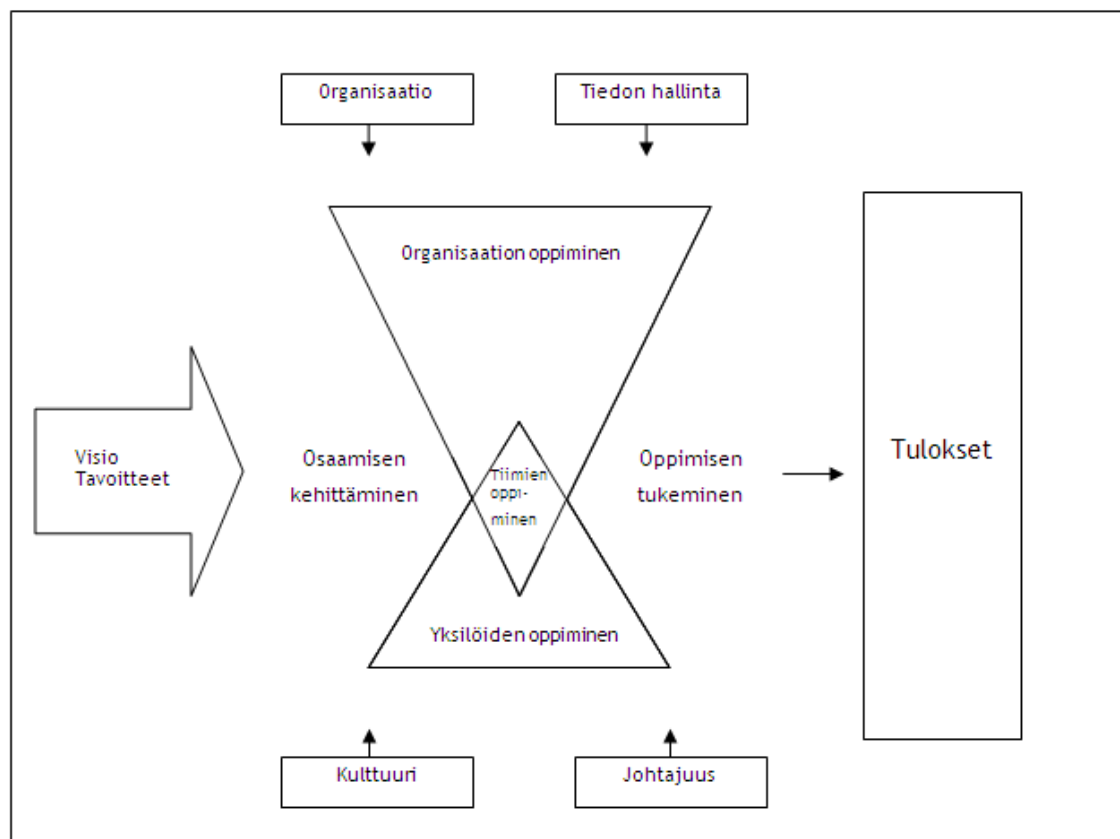 Organisaatio
Tiedon hallinta
Organisaation oppiminen
Visio
Tavoitteet
Osaamisen
kehittäminen
Tiimien
oppi-
minen
Oppimisen
tukeminen
Tulokset
Yksilöiden oppiminen
Kulttuuri
Johtajuus